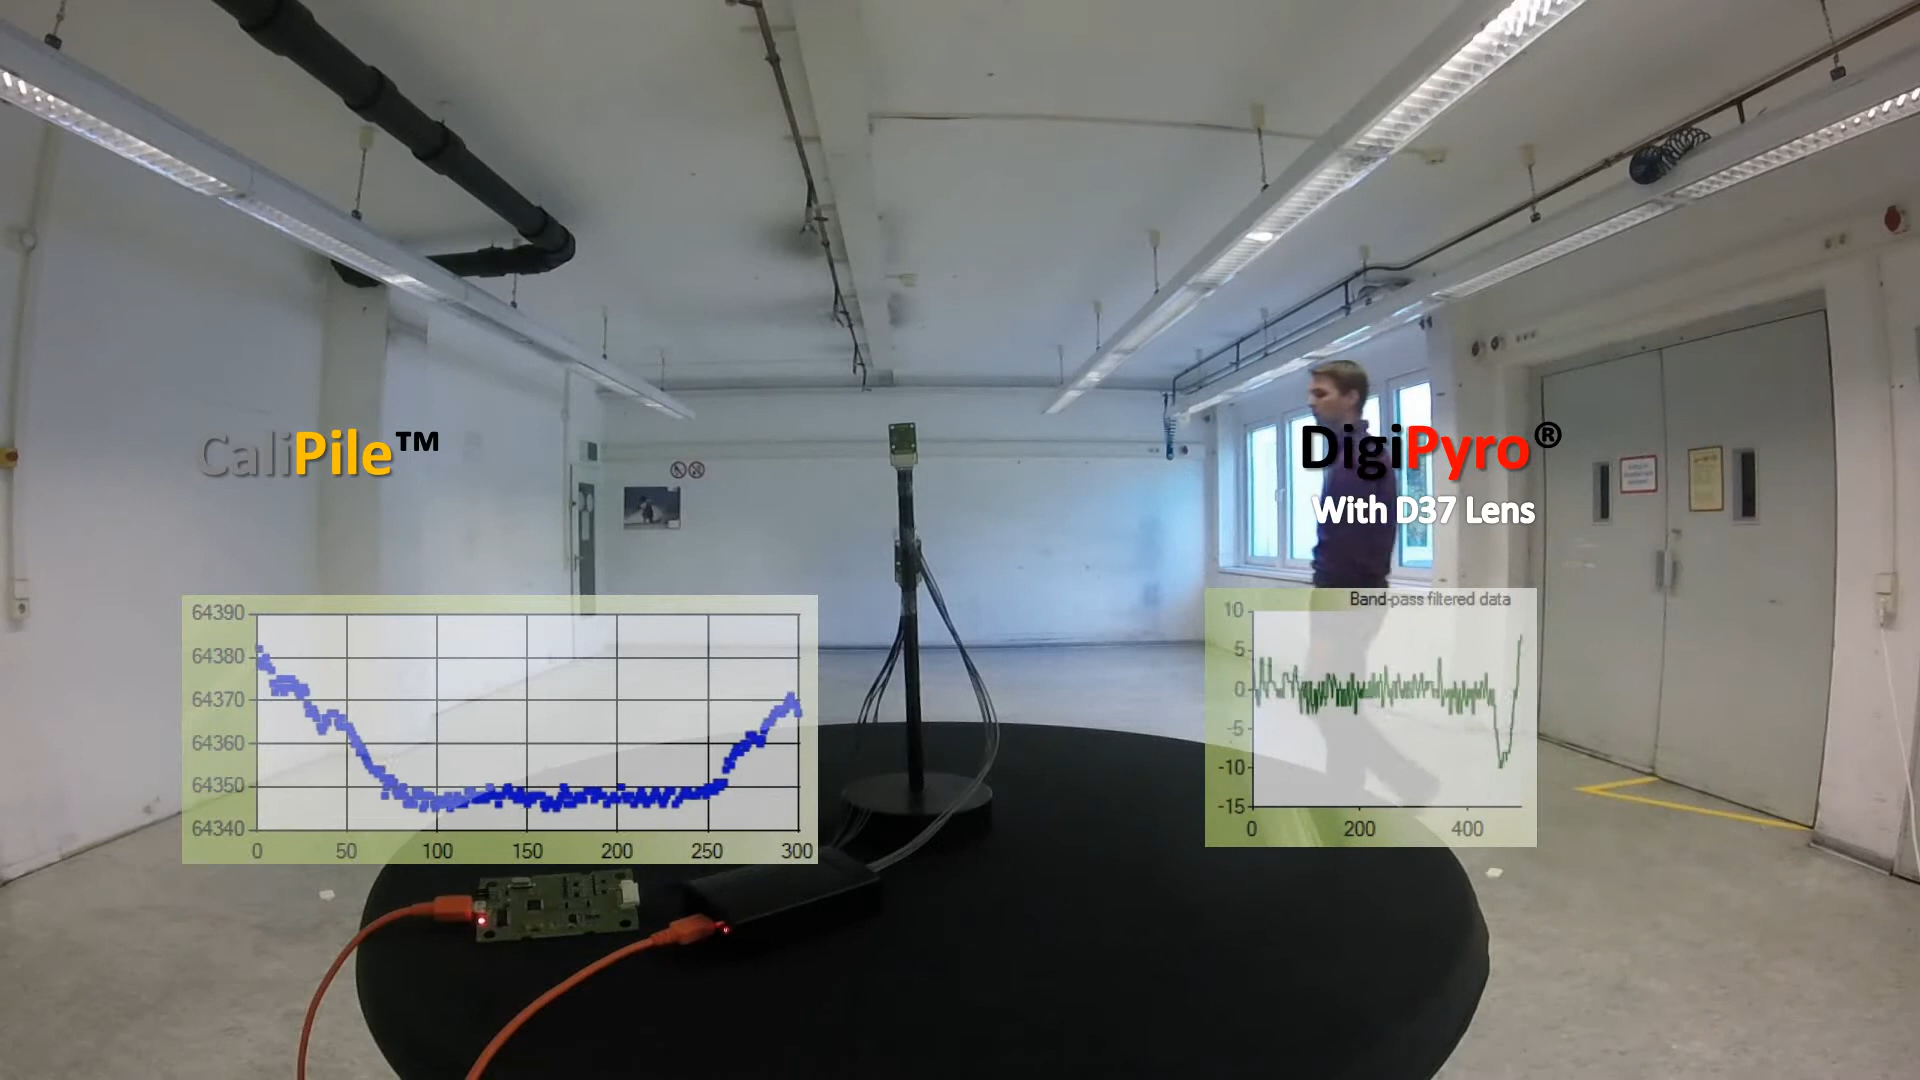 CaliPile™
DigiPyro®
With D37 Lens
64390
64380
64370
64360
64350
64340
0 50 100 150 200 250 300
Band-pass filtered data
10
5
0
-5
-10
-15
0 200 400